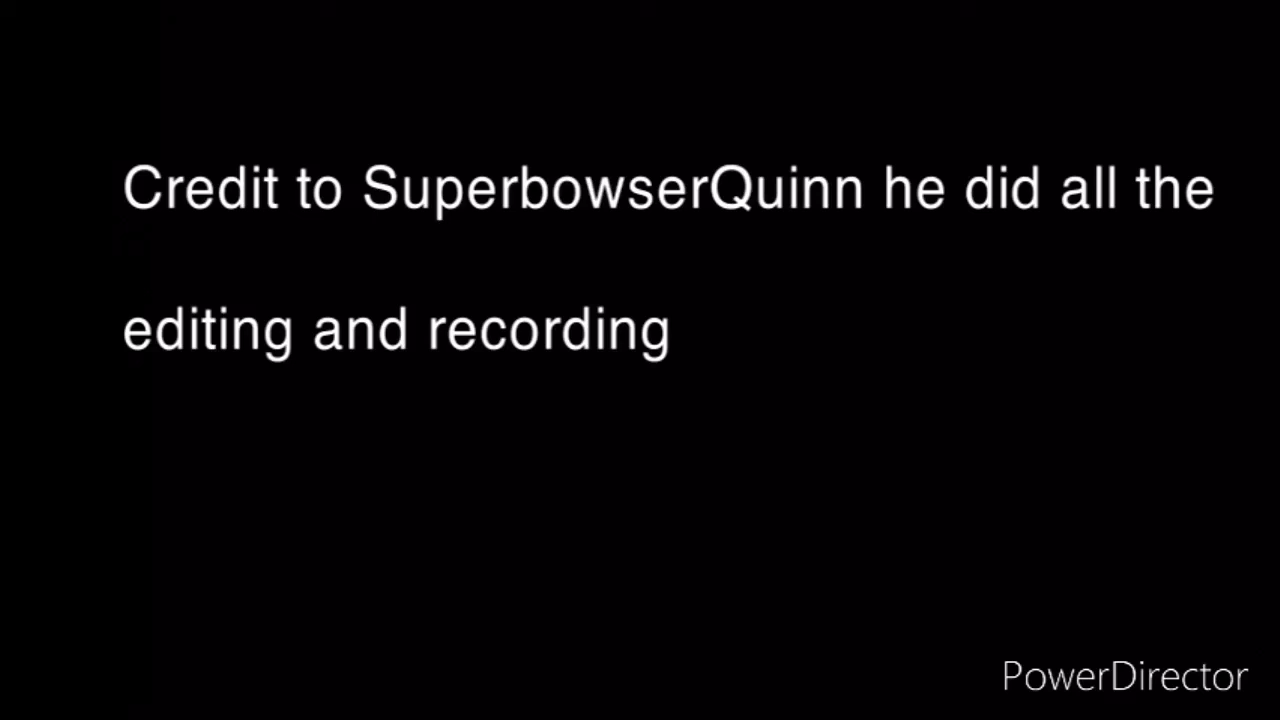 Credit to SuperbowserQuinn he did all the
editing and recording
PowerDirector